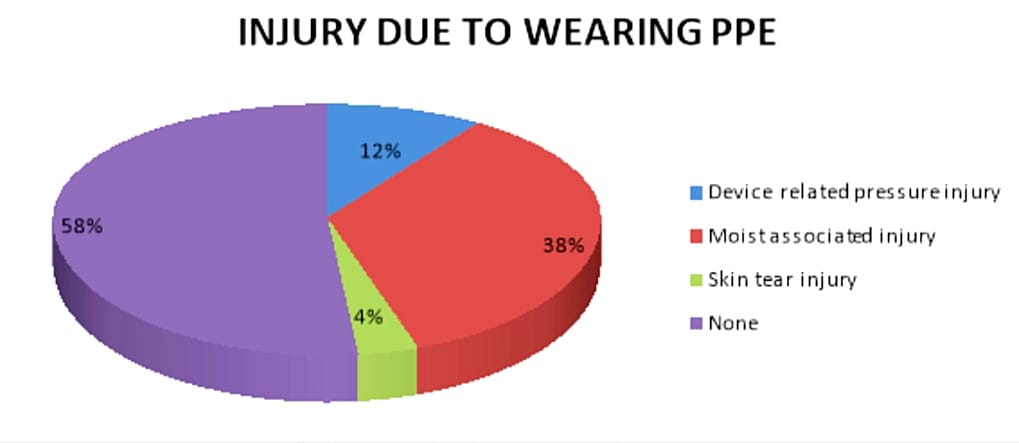 INJURY DUE TO WEARING PPE
12%
58%
38%
4%
Device related pressure injury
Moist associated injury
Skin tear injury
None